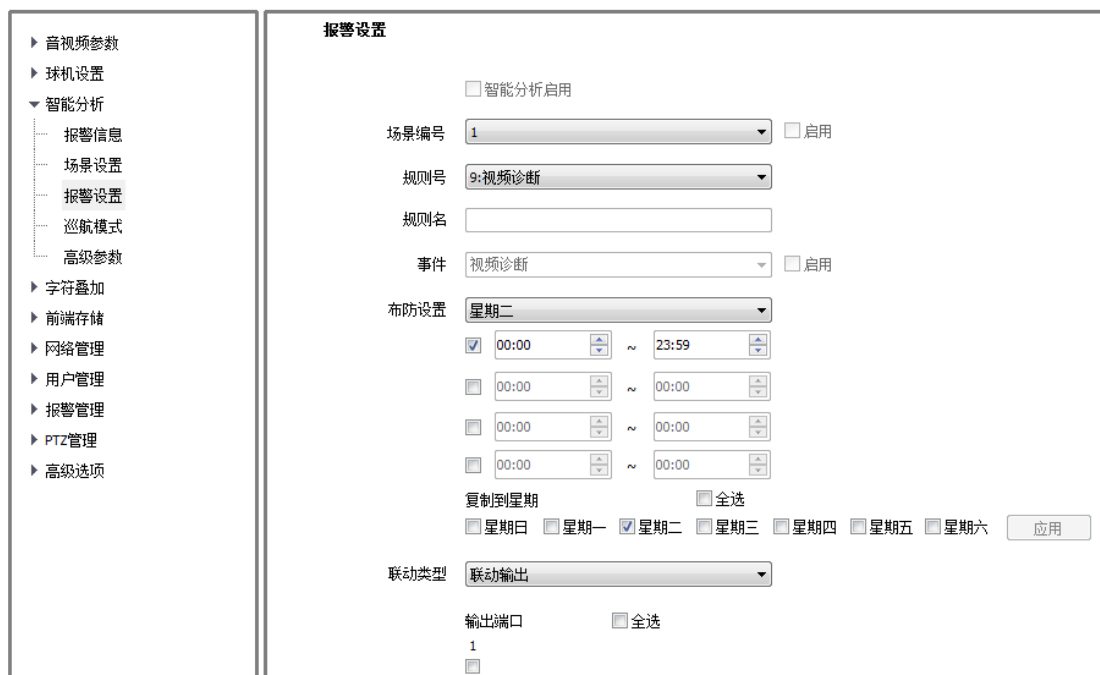 音视频参数
球机设置
智能分析
报警信息
场景设置
报警设置
巡航模式
高级参数
字符叠加
前端存储
网络管理
用户管理
报警管理
PTZ管理
高级选项
报警设置
智能分析启用
场景编号 1 启用
规则号 9:视频诊断
规则名
事件 视频诊断 启用
布防设置 星期二
00:00 ~ 23:59
00:00 ~ 00:00
00:00 ~ 00:00
00:00 ~ 00:00
复制到星期 全选
星期日 星期一 星期二 星期三 星期四 星期五 星期六 应用
联动类型 联动输出
输出端口 全选
1